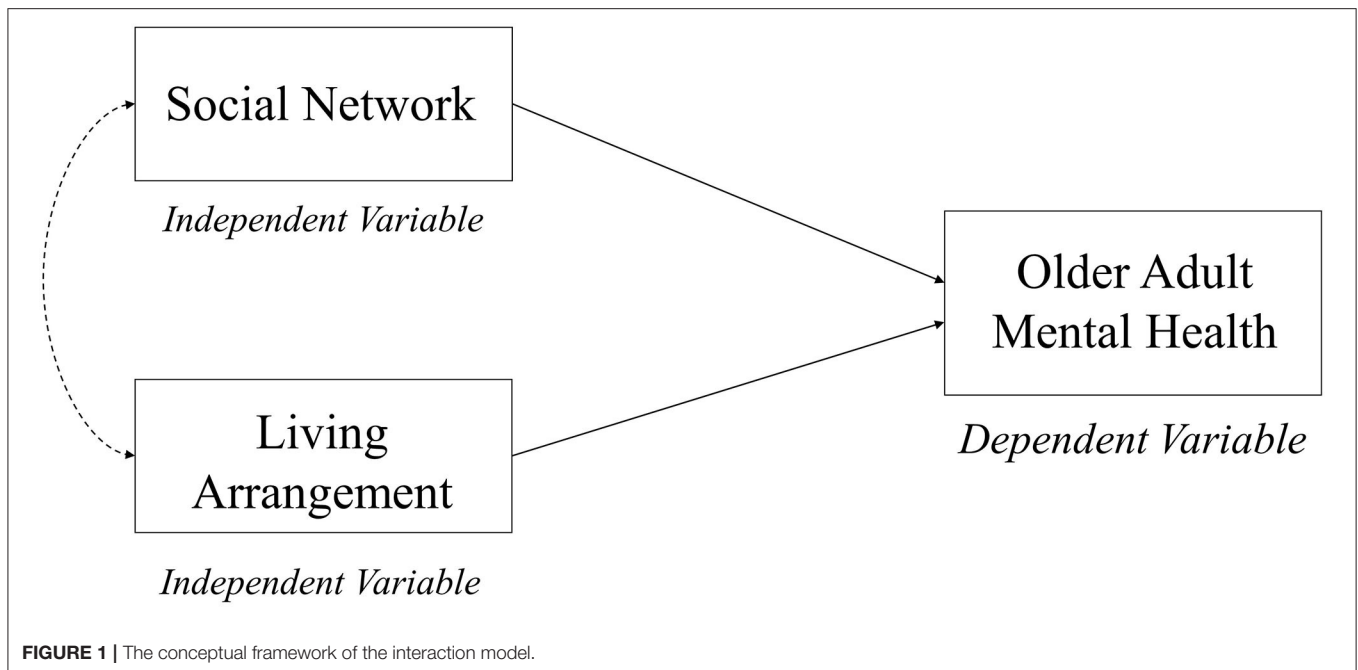 Social Network
Independent Variable
Older Adult
Mental Health
Dependent Variable
Living
Arrangement
Independent Variable
FIGURE 1 | The conceptual framework of the interaction model.